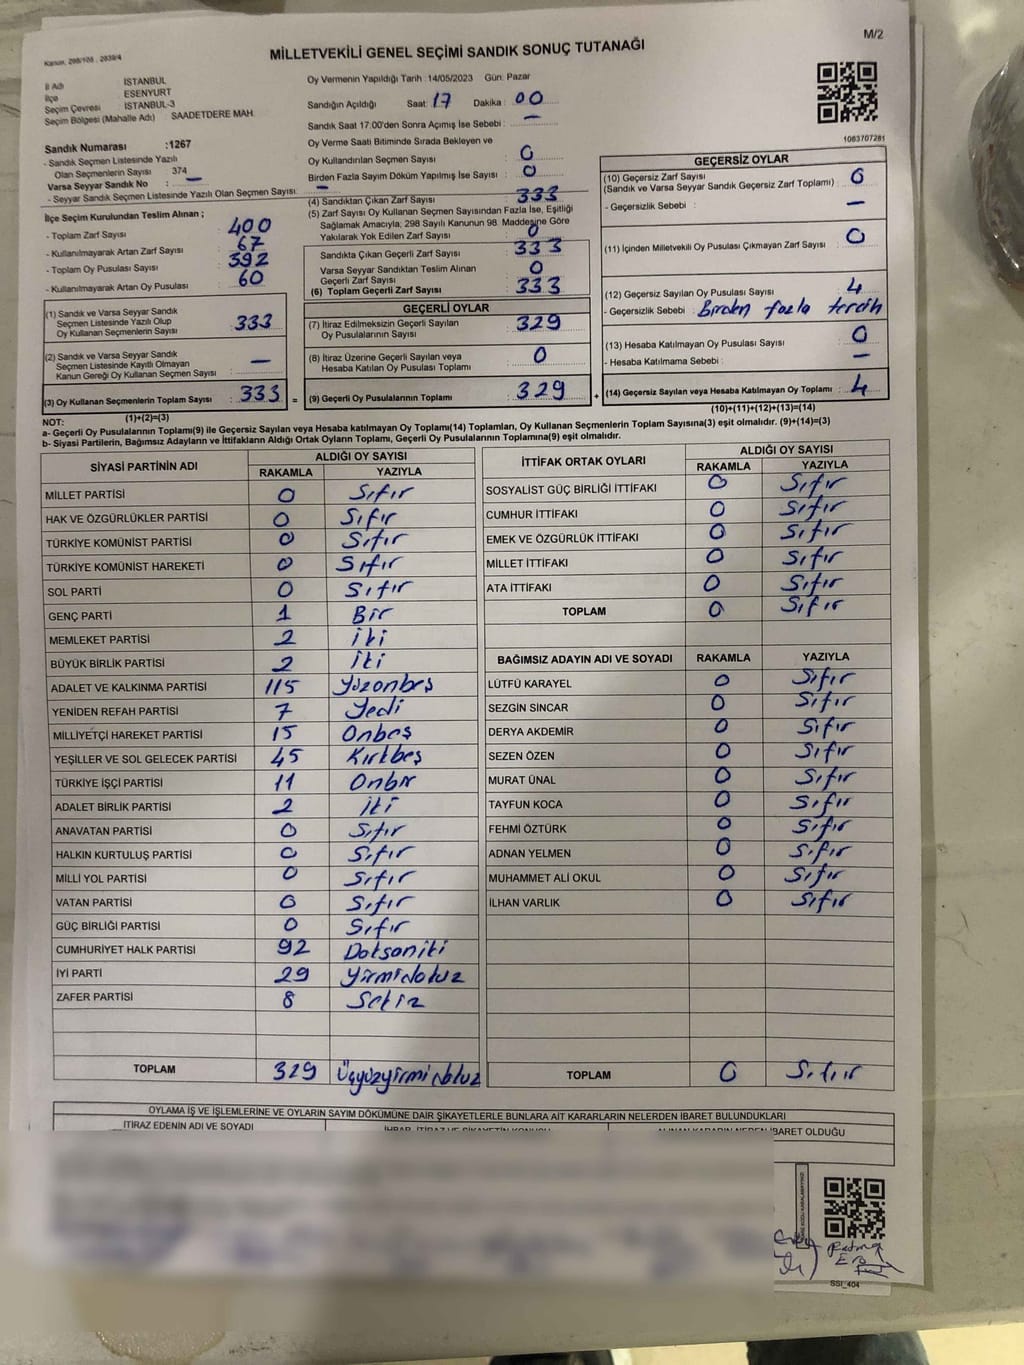 M/2
Kanun, 298/105 , 2839/4
MİLLETVEKİLİ GENEL SEÇİMİ SANDIK SONUÇ TUTANAĞI
İl Adı : İSTANBUL
İlçe : ESENYURT
Seçim Çevresi : İSTANBUL-3
Seçim Bölgesi (Mahalle Adı) SAADETDERE MAH.
Oy Vermenin Yapıldığı Tarih :14/05/2023 Gün: Pazar
Sandığın Açıldığı Saat: 17 Dakika : 00
Sandık Saat 17:00'den Sonra Açımış İse Sebebi : —
1083707281
Sandık Numarası :1267
- Sandık Seçmen Listesinde Yazılı
Olan Seçmenlerin Sayısı 374
Varsa Seyyar Sandık No : —
- Seyyar Sandık Seçmen Listesinde Yazılı Olan Seçmen Sayısı: —
Oy Verme Saati Bitiminde Sırada Bekleyen ve
Oy Kullandırılan Seçmen Sayısı : 0
Birden Fazla Sayım Döküm Yapılmış İse Sayısı : 0
(4) Sandıktan Çıkan Zarf Sayısı : 333
(5) Zarf Sayısı Oy Kullanan Seçmen Sayısından Fazla İse, Eşitliği
Sağlamak Amacıyla; 298 Sayılı Kanunun 98. Maddesine Göre
Yakılarak Yok Edilen Zarf Sayısı : 0
İlçe Seçim Kurulundan Teslim Alınan ;
- Toplam Zarf Sayısı : 400
- Kullanılmayarak Artan Zarf Sayısı : 67
- Toplam Oy Pusulası Sayısı : 392
- Kullanılmayarak Artan Oy Pusulası : 60
Sandıkta Çıkan Geçerli Zarf Sayısı : 333
Varsa Seyyar Sandıktan Teslim Alınan
Geçerli Zarf Sayısı : 0
(6) Toplam Geçerli Zarf Sayısı : 333
(1) Sandık ve Varsa Seyyar Sandık
Seçmen Listesinde Yazılı Olup
Oy Kullanan Seçmenlerin Sayısı : 333
(2) Sandık ve Varsa Seyyar Sandık
Seçmen Listesinde Kayıtlı Olmayan
Kanun Gereği Oy Kullanan Seçmen Sayısı : —
(3) Oy Kullanan Seçmenlerin Toplam Sayısı : 333 =
(1)+(2)=(3)
GEÇERLİ OYLAR
(7) İtiraz Edilmeksizin Geçerli Sayılan
Oy Pusulalarının Sayısı : 329
(8) İtiraz Üzerine Geçerli Sayılan veya
Hesaba Katılan Oy Pusulası Toplamı : 0
(9) Geçerli Oy Pusulalarının Toplamı : 329 +
GEÇERSİZ OYLAR
(10) Geçersiz Zarf Sayısı : 0
(Sandık ve Varsa Seyyar Sandık Geçersiz Zarf Toplamı)
- Geçersizlik Sebebi : —
(11) İçinden Milletvekili Oy Pusulası Çıkmayan Zarf Sayısı : 0
(12) Geçersiz Sayılan Oy Pusulası Sayısı : 4
- Geçersizlik Sebebi : Birden fazla tercih
(13) Hesaba Katılmayan Oy Pusulası Sayısı : 0
- Hesaba Katılmama Sebebi : —
(14) Geçersiz Sayılan veya Hesaba Katılmayan Oy Toplamı : 4
(10)+(11)+(12)+(13)=(14)
NOT:
a- Geçerli Oy Pusulalarının Toplamı(9) ile Geçersiz Sayılan veya Hesaba Katılmayan Oy Toplamı(14) Toplamları, Oy Kullanan Seçmenlerin Toplam Sayısına(3) eşit olmalıdır. (9)+(14)=(3)
b- Siyasi Partilerin, Bağımsız Adayların ve İttifakların Aldığı Ortak Oyların Toplamı, Geçerli Oy Pusulalarının Toplamına(9) eşit olmalıdır.
SİYASİ PARTİNİN ADI ALDIĞI OY SAYISI
RAKAMLA YAZIYLA
MİLLET PARTİSİ 0 Sıfır
HAK VE ÖZGÜRLÜKLER PARTİSİ 0 Sıfır
TÜRKİYE KOMÜNİST PARTİSİ 0 Sıfır
TÜRKİYE KOMÜNİST HAREKETİ 0 Sıfır
SOL PARTİ 0 Sıfır
GENÇ PARTİ 1 Bir
MEMLEKET PARTİSİ 2 iki
BÜYÜK BİRLİK PARTİSİ 2 iki
ADALET VE KALKINMA PARTİSİ 115 Yüzonbeş
YENİDEN REFAH PARTİSİ 7 Yedi
MİLLİYETÇİ HAREKET PARTİSİ 15 Onbeş
YEŞİLLER VE SOL GELECEK PARTİSİ 45 Kırkbeş
TÜRKİYE İŞÇİ PARTİSİ 11 Onbir
ADALET BİRLİK PARTİSİ 2 iki
ANAVATAN PARTİSİ 0 Sıfır
HALKIN KURTULUŞ PARTİSİ 0 Sıfır
MİLLİ YOL PARTİSİ 0 Sıfır
VATAN PARTİSİ 0 Sıfır
GÜÇ BİRLİĞİ PARTİSİ 0 Sıfır
CUMHURİYET HALK PARTİSİ 92 Doksaniki
İYİ PARTİ 29 Yirmidokuz
ZAFER PARTİSİ 8 Sekiz
TOPLAM 329 Üçyüzyirmidokuz
İTTİFAK ORTAK OYLARI ALDIĞI OY SAYISI
RAKAMLA YAZIYLA
SOSYALİST GÜÇ BİRLİĞİ İTTİFAKI 0 Sıfır
CUMHUR İTTİFAKI 0 Sıfır
EMEK VE ÖZGÜRLÜK İTTİFAKI 0 Sıfır
MİLLET İTTİFAKI 0 Sıfır
ATA İTTİFAKI 0 Sıfır
TOPLAM 0 Sıfır
BAĞIMSIZ ADAYIN ADI VE SOYADI RAKAMLA YAZIYLA
LÜTFÜ KARAYEL 0 Sıfır
SEZGİN SİNCAR 0 Sıfır
DERYA AKDEMİR 0 Sıfır
SEZEN ÖZEN 0 Sıfır
MURAT ÜNAL 0 Sıfır
TAYFUN KOCA 0 Sıfır
FEHMİ ÖZTÜRK 0 Sıfır
ADNAN YELMEN 0 Sıfır
MUHAMMET ALİ OKUL 0 Sıfır
İLHAN VARLIK 0 Sıfır
TOPLAM 0 Sıfır
OYLAMA İŞ VE İŞLEMLERİNE VE OYLARIN SAYIM DÖKÜMÜNE DAİR ŞİKAYETLERLE BUNLARA AİT KARARLARIN NELERDEN İBARET BULUNDUKLARI
İTİRAZ EDENİN ADI VE SOYADI İHBAR, İTİRAZ VE ŞİKAYETİN KONUSU ALINAN KARARIN NEDEN İBARET OLDUĞU
SSI_404